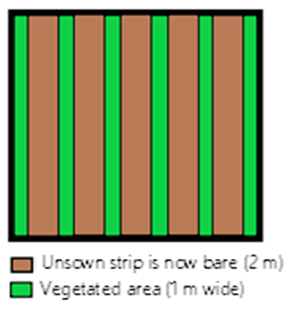 Unsown strip is now bare (2 m)
Vegetated area (1 m wide)